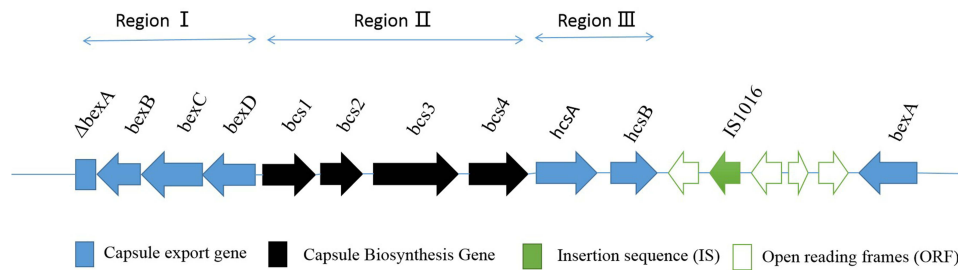 Region Ⅰ Region Ⅱ Region Ⅲ
ΔbexA bexB bexC bexD bcs1 bcs2 bcs3 bcs4 hcsA hcsB IS1016 bexA
Capsule export gene Capsule Biosynthesis Gene Insertion sequence (IS) Open reading frames (ORF)